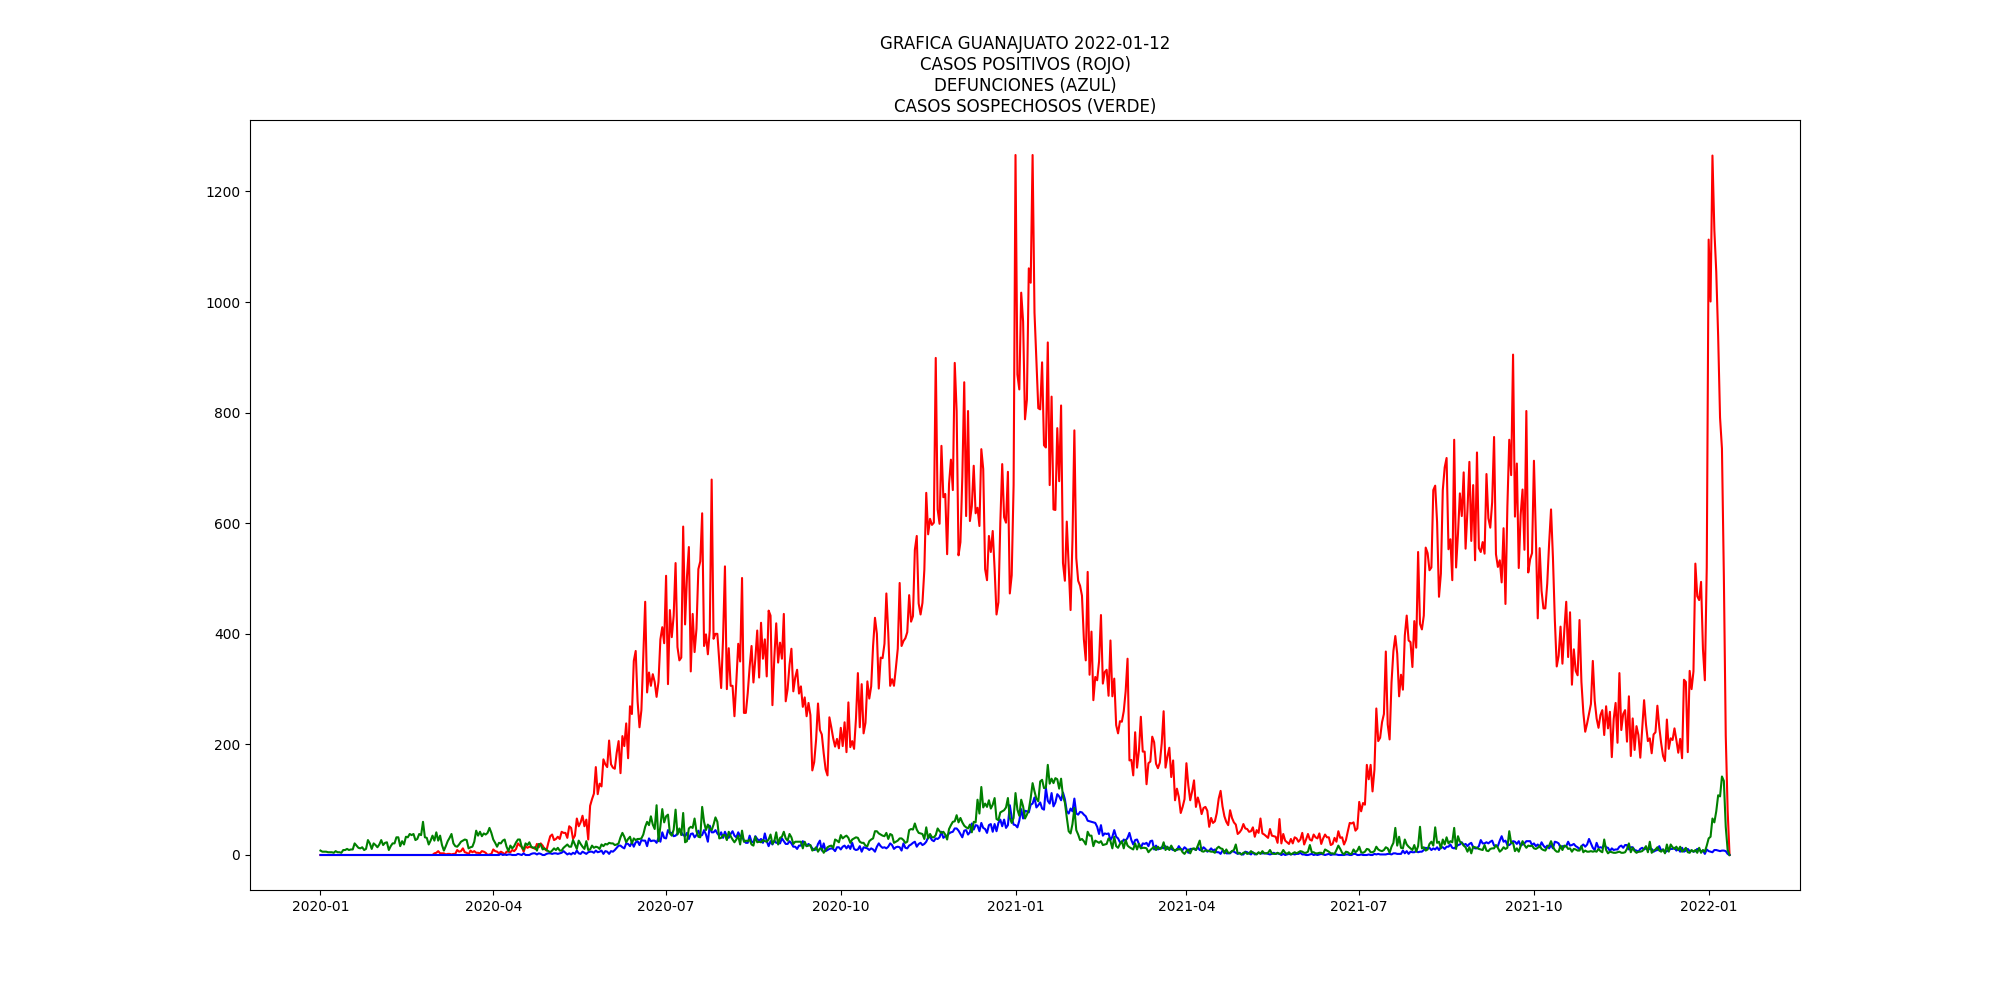 GRAFICA GUANAJUATO 2022-01-12
CASOS POSITIVOS (ROJO)
DEFUNCIONES (AZUL)
CASOS SOSPECHOSOS (VERDE)
1200
1000
800
600
400
200
0
2020-01 2020-04 2020-07 2020-10 2021-01 2021-04 2021-07 2021-10 2022-01